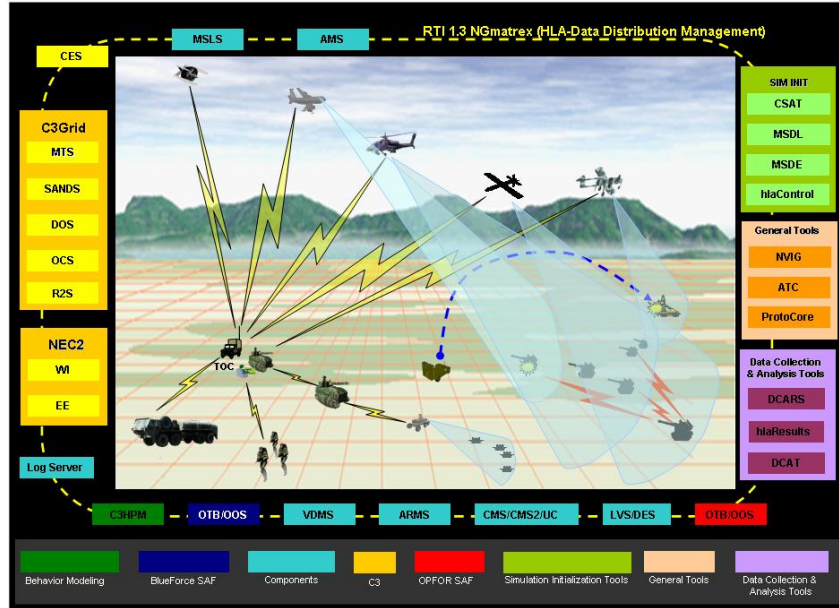 RTI 1.3 NGmatrex (HLA-Data Distribution Management)
MSLS
AMS
CES
C3Grid
MTS
SANDS
DOS
OCS
R2S
NEC2
WI
EE
Log Server
TOC
SIM INIT
CSAT
MSDL
MSDE
hlaControl
General Tools
NVIG
ATC
ProtoCore
Data Collection
& Analysis Tools
DCARS
hlaResults
DCAT
C3HPM
OTB/OOS
VDMS
ARMS
CMS/CMS2/UC
LVS/DES
OTB/OOS
Behavior Modeling
BlueForce SAF
Components
C3
OPFOR SAF
Simulation Initialization Tools
General Tools
Data Collection
& Analysis Tools